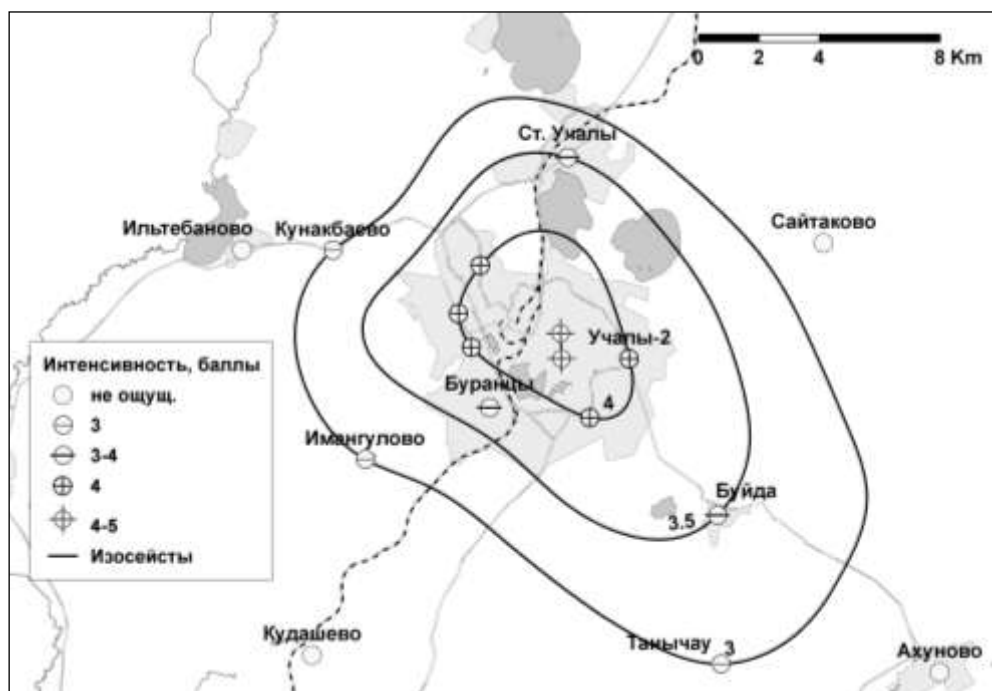 0 2 4 8 Km
Ст. Учалы
Сайтаково
Ильтебаново
Кунакбаево
Учалы-2
Интенсивность, баллы
не ощущ.
3
3-4
4
4-5
Изосейсты
Буранцы
4
Имангулово
Буйда
3.5
Кудашево
Танычау
3
Ахуново